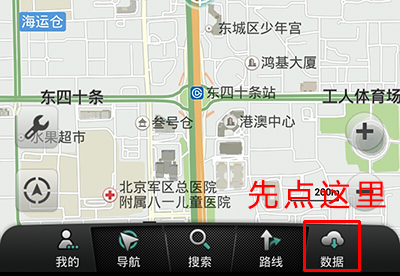 海运仓
东城区少年宫
鸿基大厦
东四十条
东四十条站
工人体育场
叁号仓
港澳中心
水果超市
北京军区总医院
附属八一儿童医院
200m
先点这里
我的
导航
搜索
路线
数据